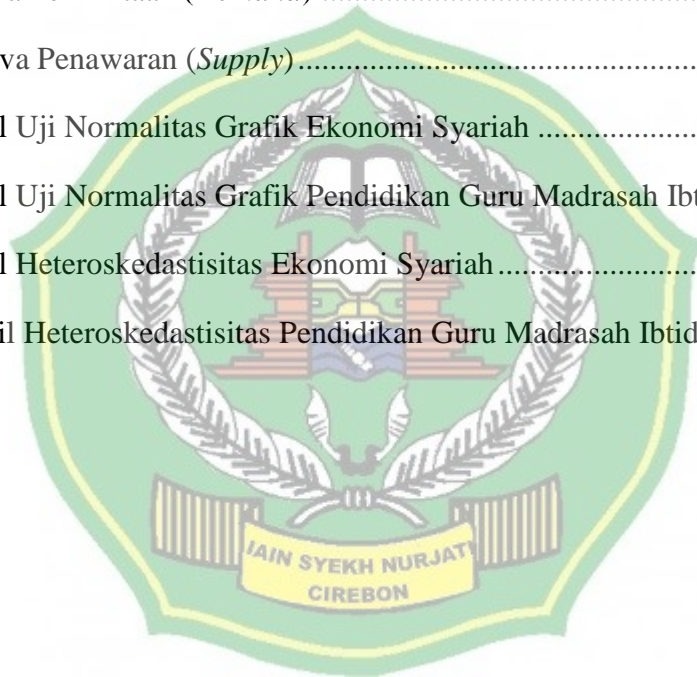 va Penawaran (Supply)
l Uji Normalitas Grafik Ekonomi Syariah
l Uji Normalitas Grafik Pendidikan Guru Madrasah Ibt
l Heteroskedastisitas Ekonomi Syariah
il Heteroskedastisitas Pendidikan Guru Madrasah Ibtid
IAIN SYEKH NURJATI
CIREBON